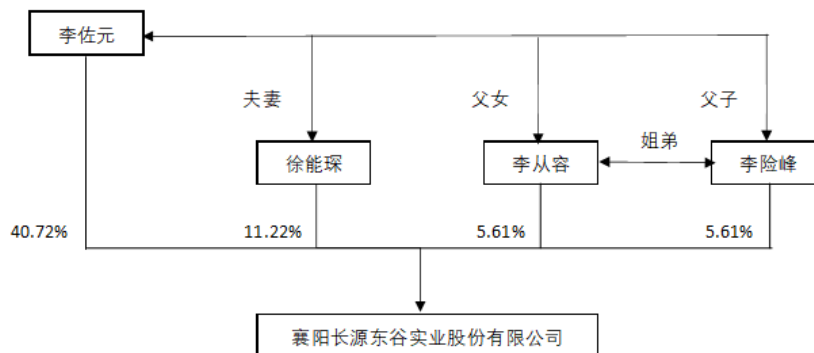 李佐元
夫妻
父女
父子
姐弟
徐能琛
李从容
李险峰
40.72%
11.22%
5.61%
5.61%
襄阳长源东谷实业股份有限公司